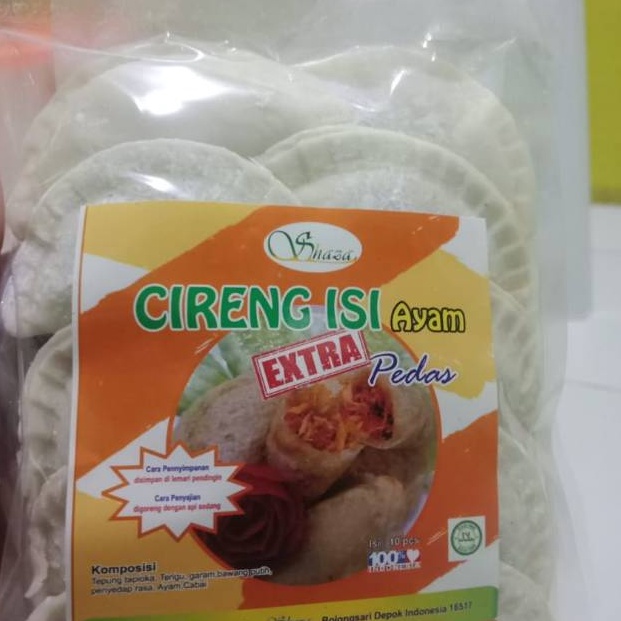 Shaza
CIRENG ISI Ayam
EXTRA Pedas
Cara Pennyimpanan
disimpan di lemari pendingin
Cara Penyajian
digoreng dengan api sedang
Isi : 10 pcs
100%
Komposisi
Tepung tapioka, Terigu, garam,bawang putih,
penyedap rasa, Ayam,Cabai
Bojongsari Depok Indonesia 16517